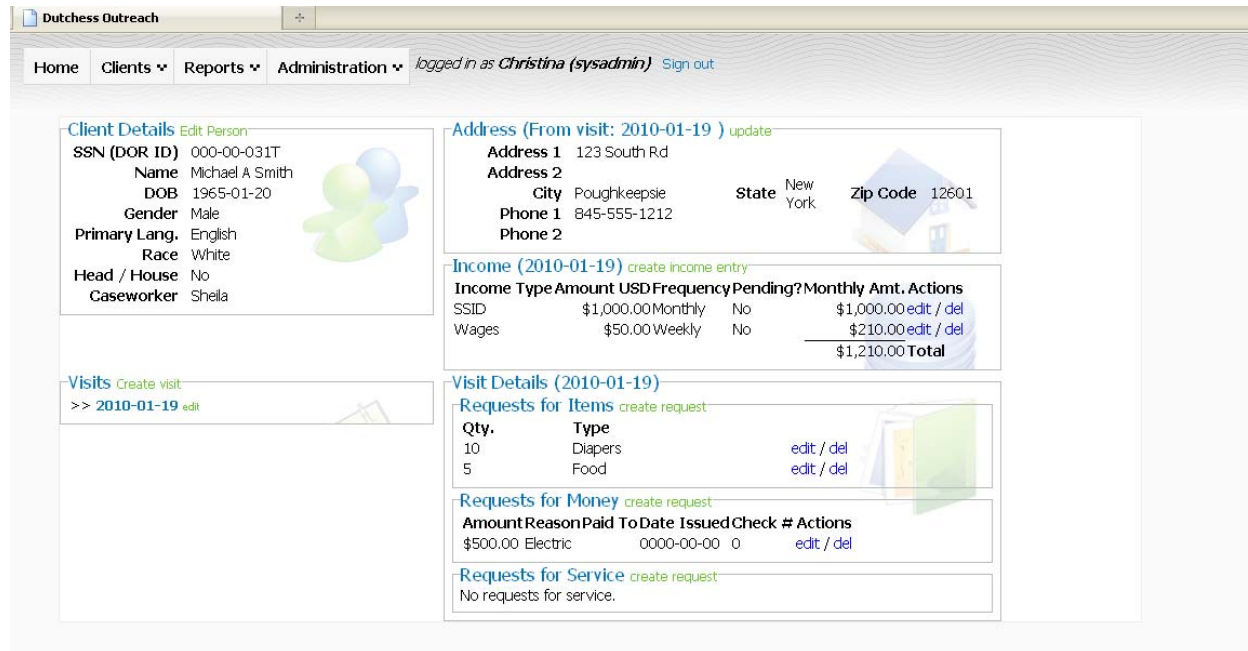 Dutchess Outreach
Home Clients Reports Administration logged in as Christina (sysadmin) Sign out
Client Details Edit Person
SSN (DOR ID) 000-00-031T
Name Michael A Smith
DOB 1965-01-20
Gender Male
Primary Lang. English
Race White
Head / House No
Caseworker Sheila
Address (From visit: 2010-01-19 ) update
Address 1 123 South Rd
Address 2
City Poughkeepsie State New York Zip Code 12601
Phone 1 845-555-1212
Phone 2
Income (2010-01-19) create income entry
Income Type Amount USD Frequency Pending? Monthly Amt. Actions
SSID $1,000.00 Monthly No $1,000.00 edit / del
Wages $50.00 Weekly No $210.00 edit / del
$1,210.00 Total
Visits Create visit
>> 2010-01-19 edit
Visit Details (2010-01-19)
Requests for Items create request
Qty. Type
10 Diapers edit / del
5 Food edit / del
Requests for Money create request
Amount Reason Paid To Date Issued Check # Actions
$500.00 Electric 0000-00-00 0 edit / del
Requests for Service create request
No requests for service.